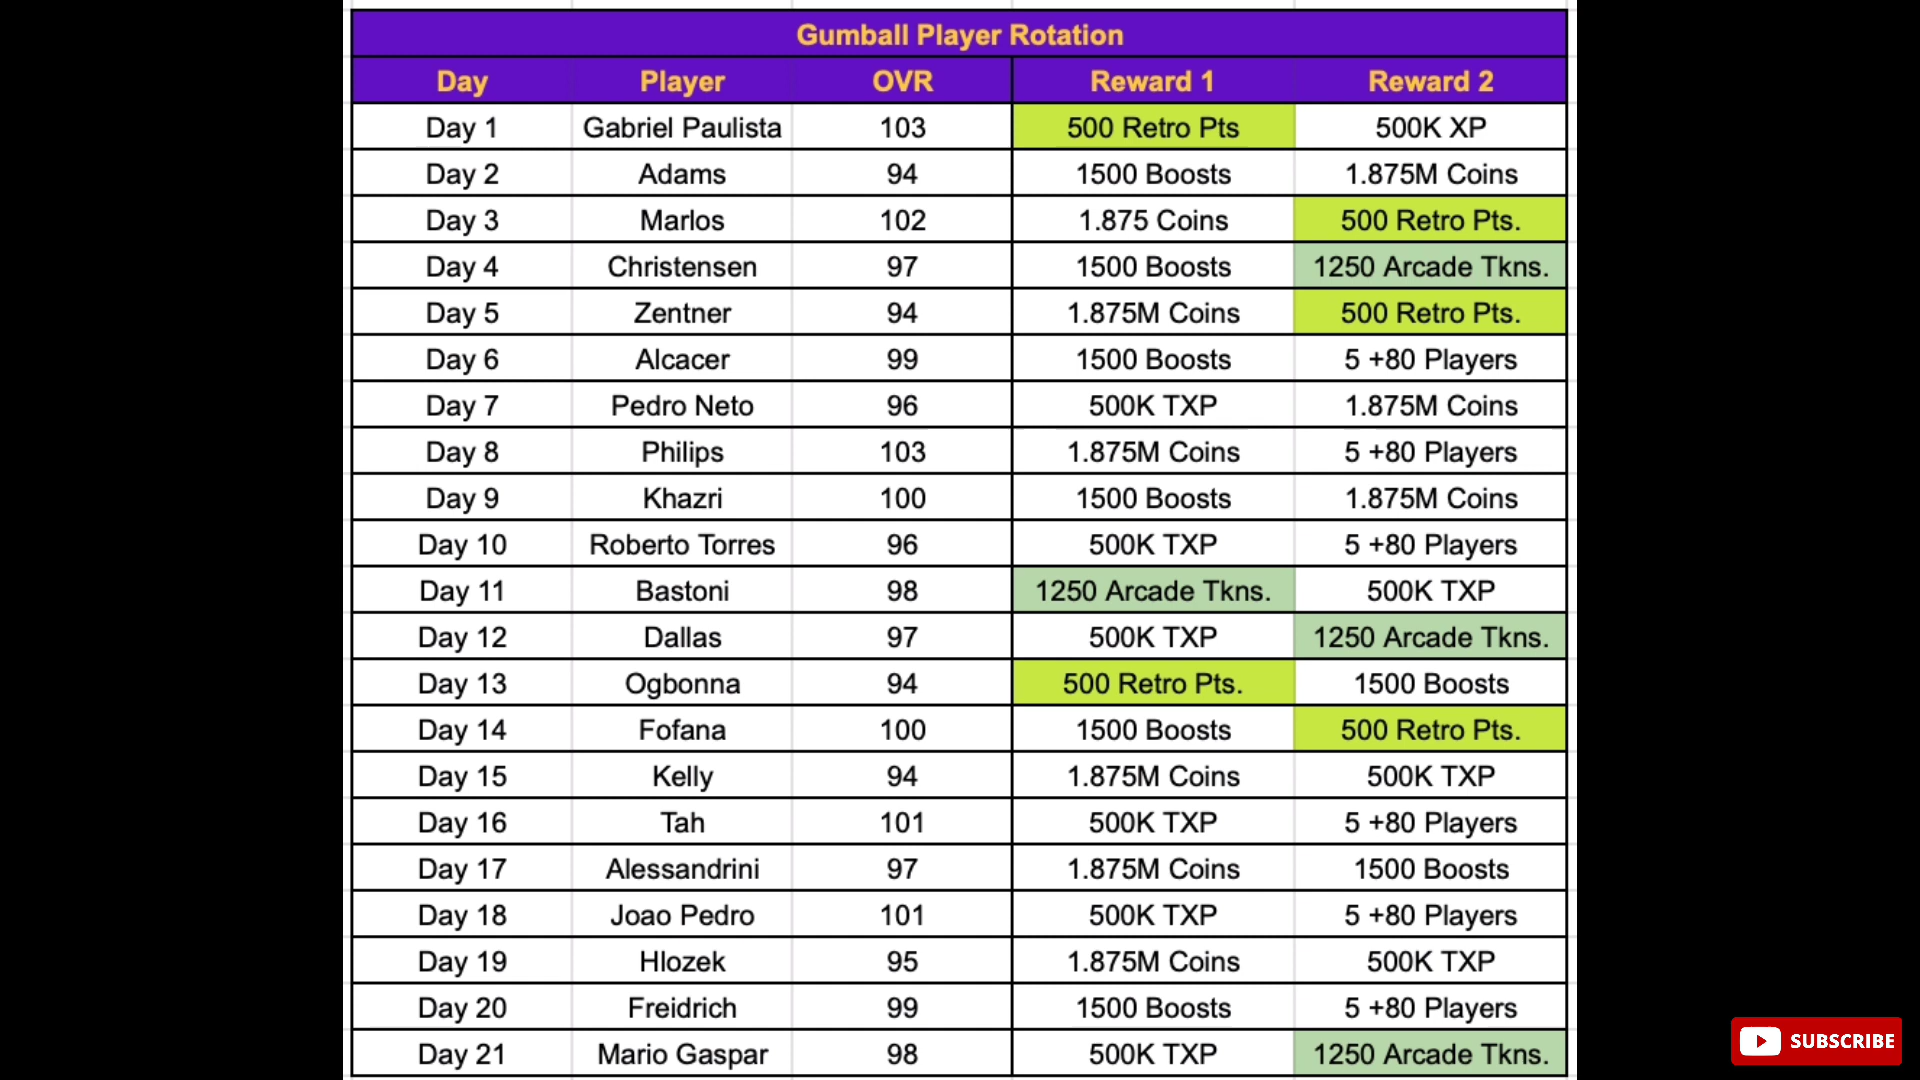 Gumball Player Rotation
Day Player OVR Reward 1 Reward 2
Day 1 Gabriel Paulista 103 500 Retro Pts 500K XP
Day 2 Adams 94 1500 Boosts 1.875M Coins
Day 3 Marlos 102 1.875 Coins 500 Retro Pts.
Day 4 Christensen 97 1500 Boosts 1250 Arcade Tkns.
Day 5 Zentner 94 1.875M Coins 500 Retro Pts.
Day 6 Alcacer 99 1500 Boosts 5 +80 Players
Day 7 Pedro Neto 96 500K TXP 1.875M Coins
Day 8 Philips 103 1.875M Coins 5 +80 Players
Day 9 Khazri 100 1500 Boosts 1.875M Coins
Day 10 Roberto Torres 96 500K TXP 5 +80 Players
Day 11 Bastoni 98 1250 Arcade Tkns. 500K TXP
Day 12 Dallas 97 500K TXP 1250 Arcade Tkns.
Day 13 Ogbonna 94 500 Retro Pts. 1500 Boosts
Day 14 Fofana 100 1500 Boosts 500 Retro Pts.
Day 15 Kelly 94 1.875M Coins 500K TXP
Day 16 Tah 101 500K TXP 5 +80 Players
Day 17 Alessandrini 97 1.875M Coins 1500 Boosts
Day 18 Joao Pedro 101 500K TXP 5 +80 Players
Day 19 Hlozek 95 1.875M Coins 500K TXP
Day 20 Freidrich 99 1500 Boosts 5 +80 Players
Day 21 Mario Gaspar 98 500K TXP 1250 Arcade Tkns.
SUBSCRIBE